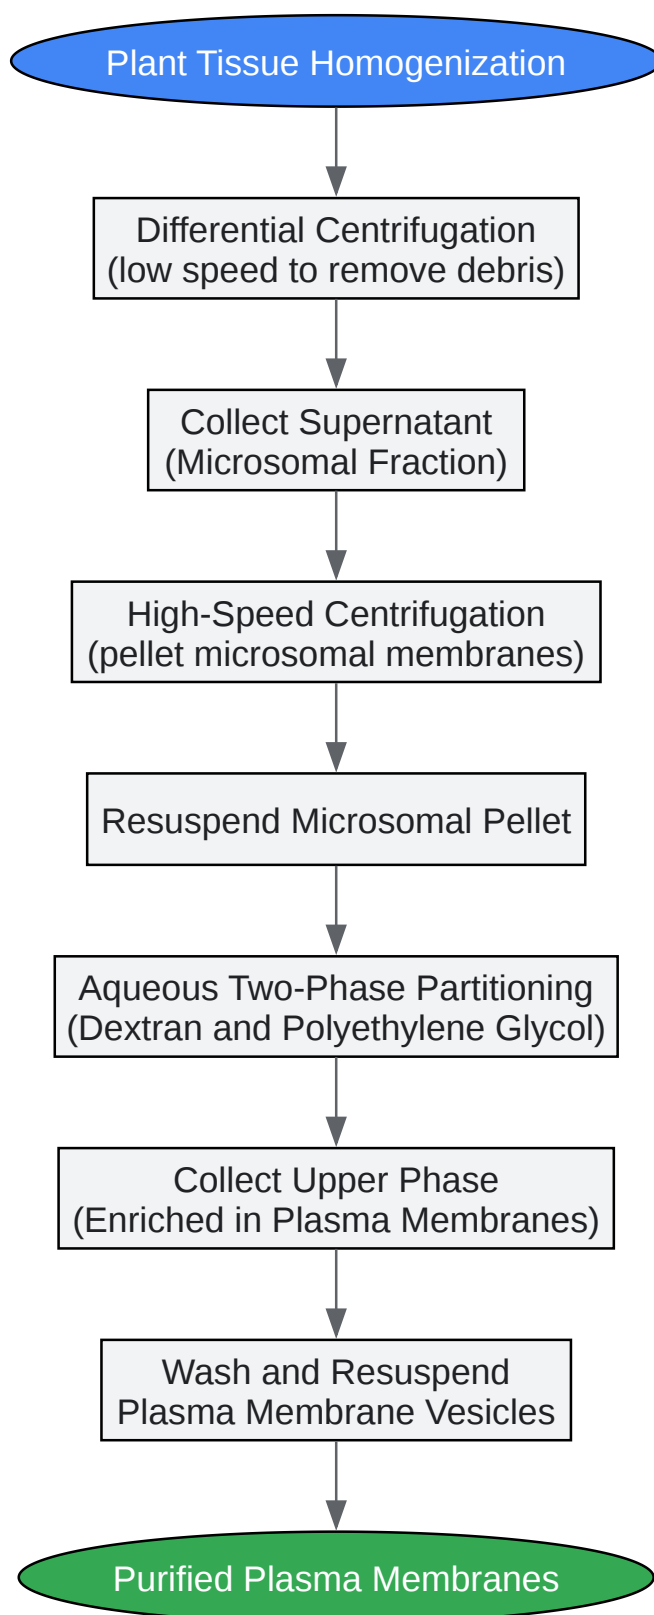 Plant Tissue Homogenization
Differential Centrifugation
(low speed to remove debris)
Collect Supernatant
(Microsomal Fraction)
High-Speed Centrifugation
(pellet microsomal membranes)
Resuspend Microsomal Pellet
Aqueous Two-Phase Partitioning
(Dextran and Polyethylene Glycol)
Collect Upper Phase
(Enriched in Plasma Membranes)
Wash and Resuspend
Plasma Membrane Vesicles
Purified Plasma Membranes